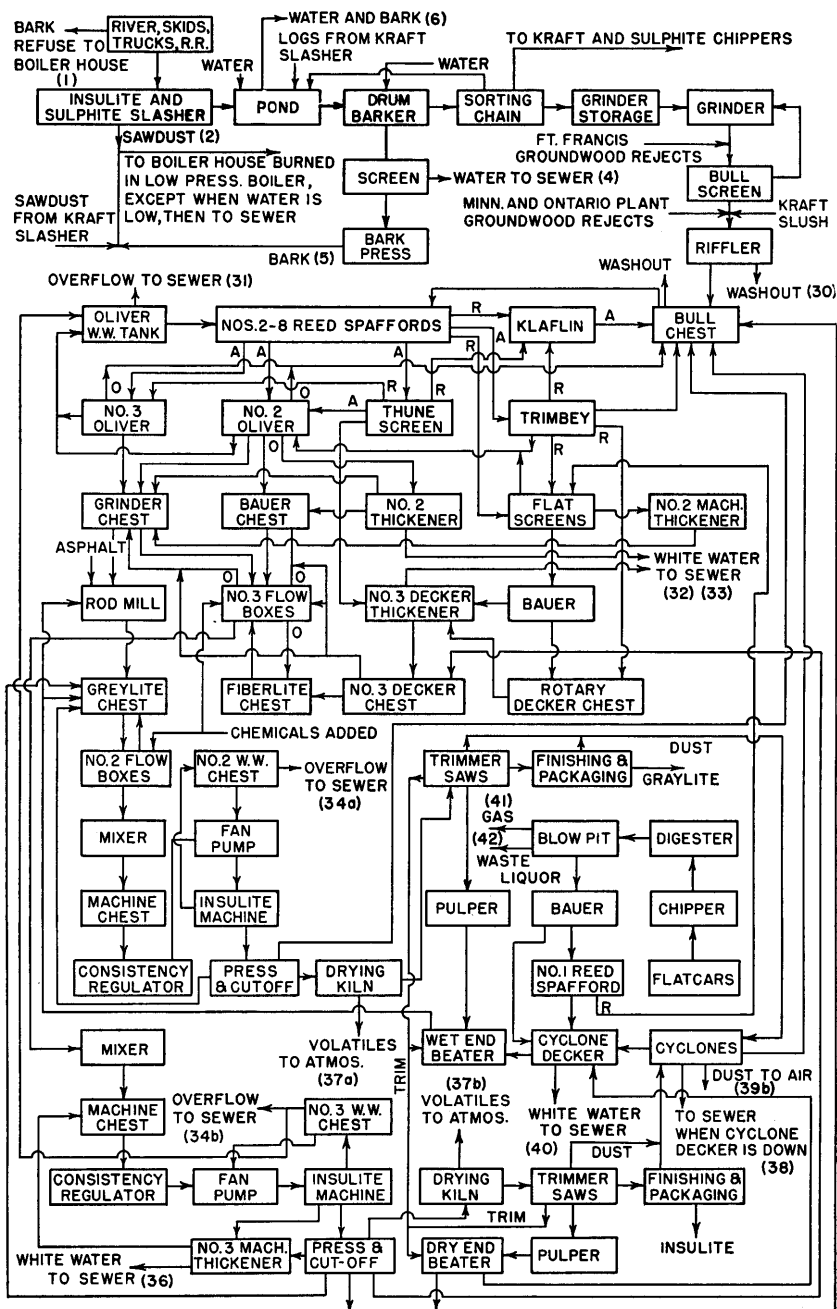 BARK
REFUSE TO
BOILER HOUSE
(1)
RIVER, SKIDS,
TRUCKS, R.R.
WATER AND BARK (6)
LOGS FROM KRAFT
SLASHER
TO KRAFT AND SULPHITE CHIPPERS
WATER
WATER
INSULITE AND
SULPHITE SLASHER
POND
DRUM
BARKER
SORTING
CHAIN
GRINDER
STORAGE
GRINDER
SAWDUST (2)
TO BOILER HOUSE BURNED
IN LOW PRESS. BOILER,
EXCEPT WHEN WATER IS
LOW, THEN TO SEWER
SCREEN
WATER TO SEWER (4)
FT. FRANCIS
GROUNDWOOD REJECTS
BULL
SCREEN
SAWDUST
FROM KRAFT
SLASHER
BARK (5)
BARK
PRESS
MINN. AND ONTARIO PLANT
GROUNDWOOD REJECTS
KRAFT
SLUSH
RIFFLER
OVERFLOW TO SEWER (31)
WASHOUT
WASHOUT (30)
OLIVER
W.W. TANK
NOS. 2-8 REED SPAFFORDS
R
KLAFLIN
A
BULL
CHEST
A
A
A
R
A
R
O
O
R
R
R
NO. 3
OLIVER
NO. 2
OLIVER
A
THUNE
SCREEN
TRIMBEY
R
O
R
GRINDER
CHEST
BAUER
CHEST
NO. 2
THICKENER
FLAT
SCREENS
NO. 2 MACH.
THICKENER
ASPHALT
WHITE WATER
TO SEWER
(32) (33)
O
O
ROD MILL
NO. 3 FLOW
BOXES
NO. 3 DECKER
THICKENER
BAUER
O
GREYLITE
CHEST
FIBERLITE
CHEST
NO. 3 DECKER
CHEST
ROTARY
DECKER CHEST
CHEMICALS ADDED
NO. 2 FLOW
BOXES
NO. 2 W.W.
CHEST
OVERFLOW
TO SEWER
(34a)
TRIMMER
SAWS
FINISHING &
PACKAGING
DUST
GRAYLITE
MIXER
FAN
PUMP
(41)
GAS
(42)
WASTE
LIQUOR
BLOW PIT
DIGESTER
MACHINE
CHEST
INSULITE
MACHINE
PULPER
BAUER
CHIPPER
CONSISTENCY
REGULATOR
PRESS
& CUTOFF
DRYING
KILN
NO. 1 REED
SPAFFORD
FLATCARS
R
MIXER
VOLATILES
TO ATMOS.
(37a)
TRIM
WET END
BEATER
CYCLONE
DECKER
CYCLONES
DUST TO AIR
(39b)
MACHINE
CHEST
OVERFLOW
TO SEWER
(34b)
NO. 3 W.W.
CHEST
(37b)
VOLATILES
TO ATMOS.
WHITE WATER
TO SEWER
(40)
DUST
TO SEWER
WHEN CYCLONE
DECKER IS DOWN
(38)
CONSISTENCY
REGULATOR
FAN
PUMP
INSULITE
MACHINE
DRYING
KILN
TRIMMER
SAWS
FINISHING &
PACKAGING
TRIM
WHITE WATER
TO SEWER (36)
NO. 3 MACH.
THICKENER
PRESS &
CUT-OFF
DRY END
BEATER
PULPER
INSULITE